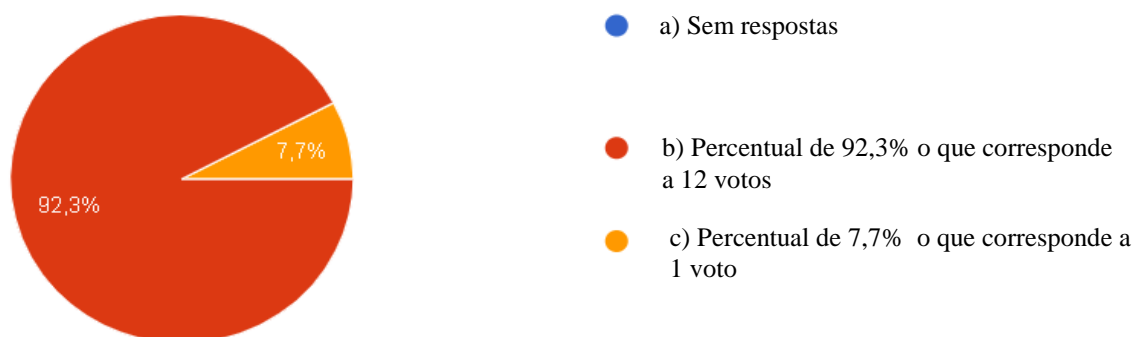 a) Sem respostas
7,7%
92,3%
b) Percentual de 92,3% o que corresponde
a 12 votos
c) Percentual de 7,7% o que corresponde a
1 voto